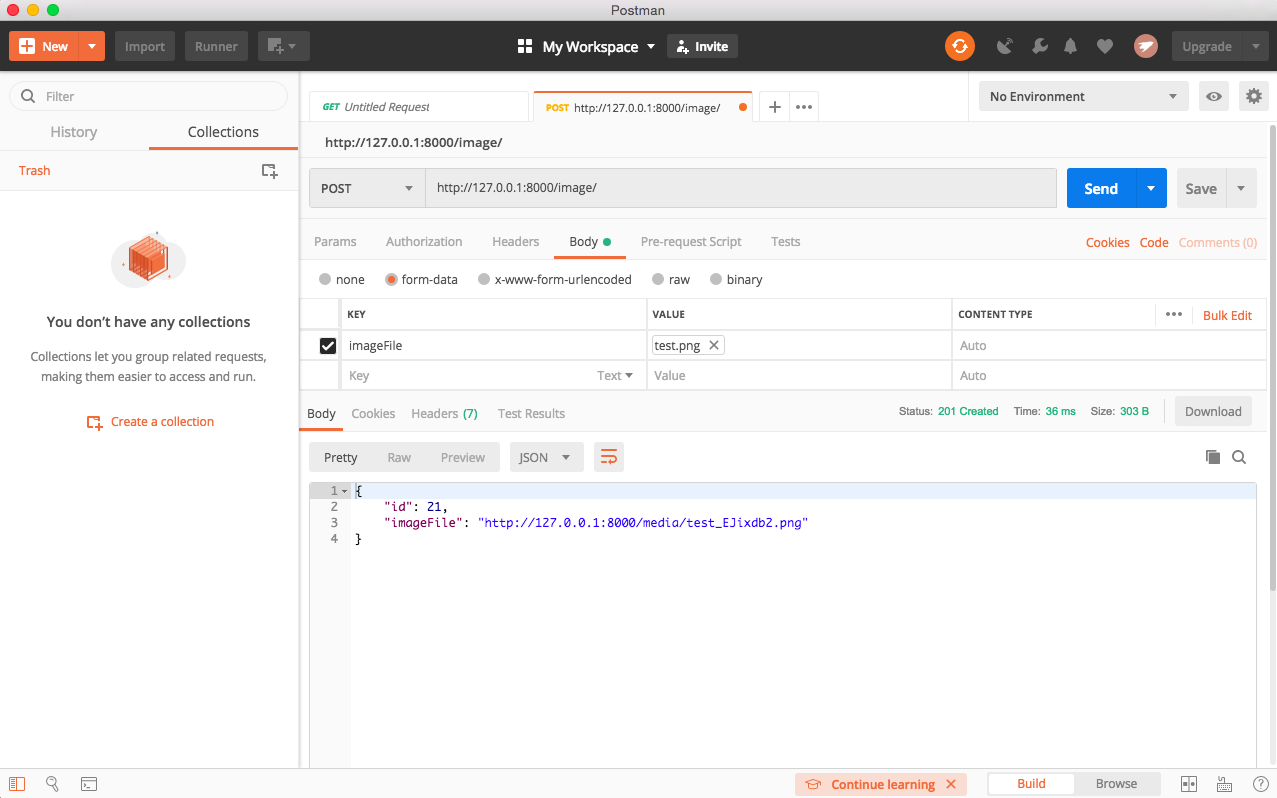 Postman
New Import Runner My Workspace Invite Upgrade
Filter
History Collections
Trash
You don’t have any collections
Collections let you group related requests,
making them easier to access and run.
Create a collection
GET Untitled Request POST http://127.0.0.1:8000/image/ No Environment
http://127.0.0.1:8000/image/
POST http://127.0.0.1:8000/image/ Send Save
Params Authorization Headers Body Pre-request Script Tests Cookies Code Comments (0)
none form-data x-www-form-urlencoded raw binary
KEY VALUE CONTENT TYPE Bulk Edit
imageFile test.png Auto
Key Text Value Auto
Body Cookies Headers (7) Test Results Status: 201 Created Time: 36 ms Size: 303 B Download
Pretty Raw Preview JSON
1 {
2 "id": 21,
3 "imageFile": "http://127.0.0.1:8000/media/test_EJixdb2.png"
4 }
Continue learning Build Browse